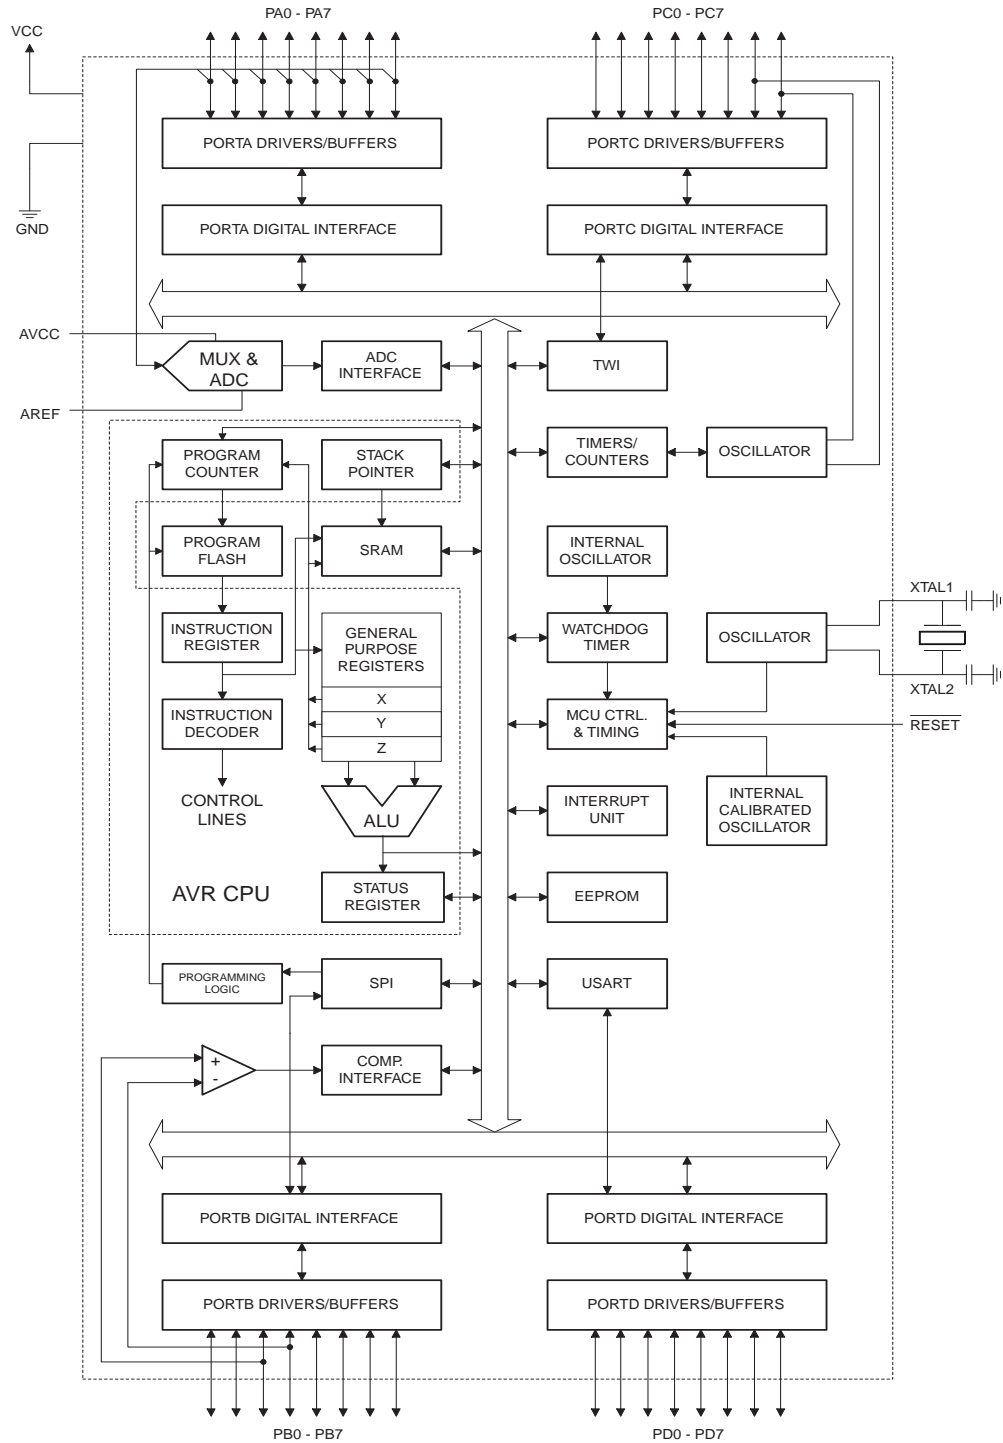 PA0 - PA7
PC0 - PC7
VCC
PORTA DRIVERS/BUFFERS
PORTC DRIVERS/BUFFERS
GND
PORTA DIGITAL INTERFACE
PORTC DIGITAL INTERFACE
AVCC
MUX &
ADC
ADC
INTERFACE
TWI
AREF
PROGRAM
COUNTER
STACK
POINTER
TIMERS/
COUNTERS
OSCILLATOR
PROGRAM
FLASH
SRAM
INTERNAL
OSCILLATOR
XTAL1
INSTRUCTION
REGISTER
GENERAL
PURPOSE
REGISTERS
WATCHDOG
TIMER
OSCILLATOR
XTAL2
X
INSTRUCTION
DECODER
Y
MCU CTRL.
& TIMING
RESET
Z
CONTROL
LINES
ALU
INTERRUPT
UNIT
INTERNAL
CALIBRATED
OSCILLATOR
AVR CPU
STATUS
REGISTER
EEPROM
PROGRAMMING
LOGIC
SPI
USART
+
-
COMP.
INTERFACE
PORTB DIGITAL INTERFACE
PORTD DIGITAL INTERFACE
PORTB DRIVERS/BUFFERS
PORTD DRIVERS/BUFFERS
PB0 - PB7
PD0 - PD7